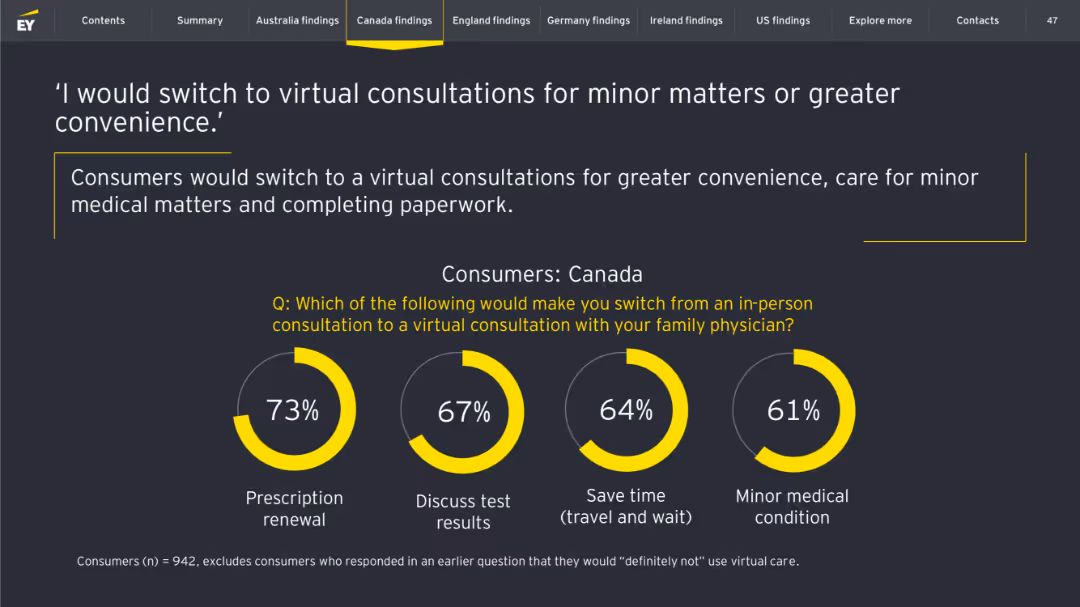 EY
Contents
Summary
Australia findings
Canada findings
England findings
Germany findings
Ireland findings
US findings
Explore more
Contacts
47
‘I would switch to virtual consultations for minor matters or greater
convenience.’
Consumers would switch to a virtual consultations for greater convenience, care for minor
medical matters and completing paperwork.
Consumers: Canada
Q: Which of the following would make you switch from an in-person
consultation to a virtual consultation with your family physician?
73%
67%
64%
61%
Prescription
renewal
Discuss test
results
Save time
(travel and wait)
Minor medical
condition
Consumers (n) = 942, excludes consumers who responded in an earlier question that they would “definitely not” use virtual care.